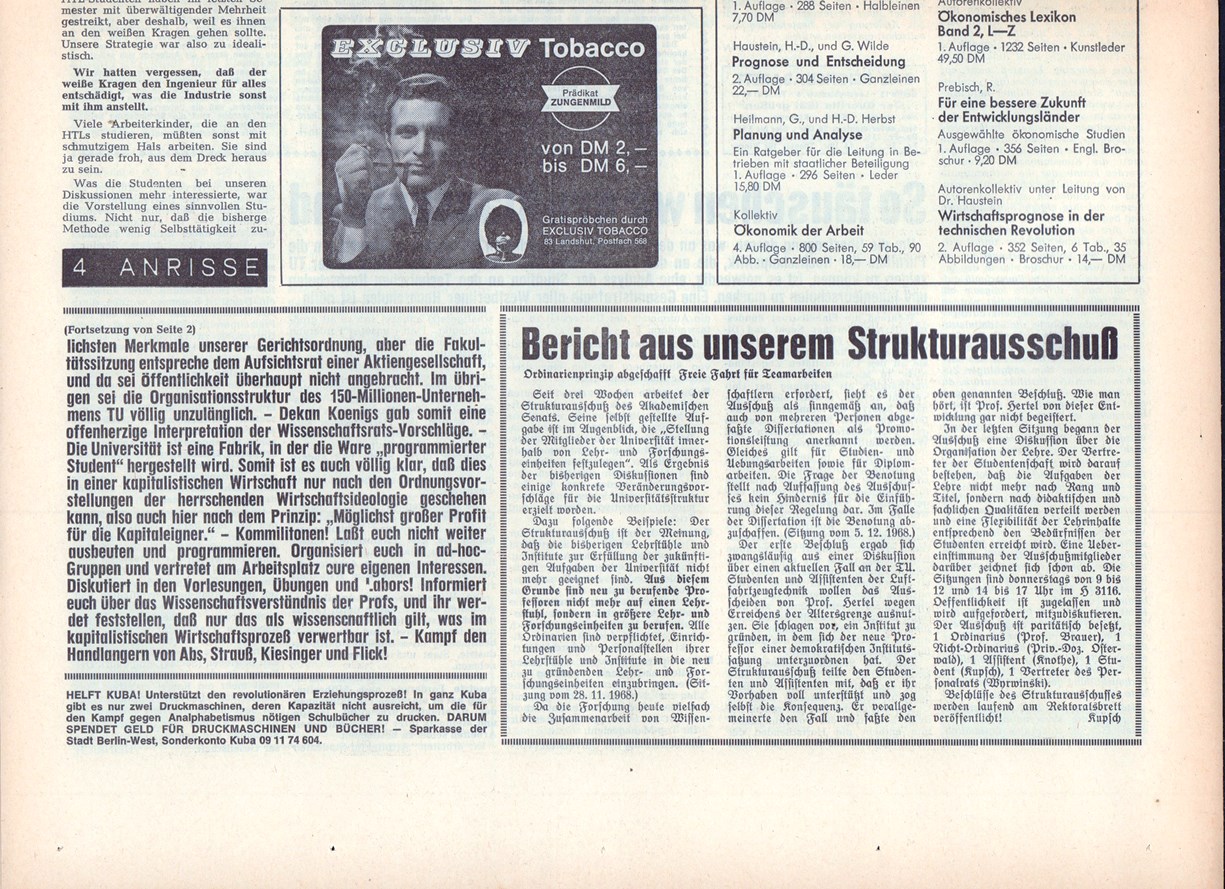 HTL-Studenten haben im letzten Se-
mester mit überwältigender Mehrheit
gestreikt, aber deshalb, weil es ihnen
an den weißen Kragen gehen sollte.
Unsere Strategie war also zu ideali-
stisch.
Wir hatten vergessen, daß der
weiße Kragen den Ingenieur für alles
entschädigt, was die Industrie sonst
mit ihm anstellt.
Viele Arbeiterkinder, die an den
HTLs studieren, müßten sonst mit
schmutzigem Hals arbeiten. Sie sind
ja gerade froh, aus dem Dreck heraus
zu sein.
Was die Studenten bei unseren
Diskussionen mehr interessierte, war
die Vorstellung eines sinnvollen Stu-
diums. Nicht nur, daß die bisherge
Methode wenig Selbsttätigkeit zu-
4 ANRISSE
EXCLUSIV Tobacco
Prädikat
ZUNGENMILD
von DM 2,–
bis DM 6,–
Gratispröbchen durch
EXCLUSIV TOBACCO
83 Landshut, Postfach 568
1. Auflage · 288 Seiten · Halbleinen
7,70 DM
Haustein, H.-D., und G. Wilde
Prognose und Entscheidung
2. Auflage · 304 Seiten · Ganzleinen
22,— DM
Heilmann, G., und H.-D. Herbst
Planung und Analyse
Ein Ratgeber für die Leitung in Be-
trieben mit staatlicher Beteiligung
1. Auflage · 296 Seiten · Leder
15,80 DM
Kollektiv
Ökonomik der Arbeit
4. Auflage · 800 Seiten, 59 Tab., 90
Abb. · Ganzleinen · 18,— DM
Autorenkollektiv
Ökonomisches Lexikon
Band 2, L—Z
1. Auflage · 1232 Seiten · Kunstleder
49,50 DM
Prebisch, R.
Für eine bessere Zukunft
der Entwicklungsländer
Ausgewählte ökonomische Studien
1. Auflage · 356 Seiten · Engl. Bro-
schur · 9,20 DM
Autorenkollektiv unter Leitung von
Dr. Haustein
Wirtschaftsprognose in der
technischen Revolution
2. Auflage · 352 Seiten, 6 Tab., 35
Abbildungen · Broschur · 14,— DM
(Fortsetzung von Seite 2)
lichsten Merkmale unserer Gerichtsordnung, aber die Fakul-
tätssitzung entspreche dem Aufsichtsrat einer Aktiengesellschaft,
und da sei öffentlichkeit überhaupt nicht angebracht. Im übri-
gen sei die Organisationsstruktur des 150-Millionen-Unterneh-
mens TU völlig unzulänglich. – Dekan Koenigs gab somit eine
offenherzige Interpretation der Wissenschaftsrats-Vorschläge. –
Die Universität ist eine Fabrik, in der die Ware „programmierter
Student“ hergestellt wird. Somit ist es auch völlig klar, daß dies
in einer kapitalistischen Wirtschaft nur nach den Ordnungsvor-
stellungen der herrschenden Wirtschaftsideologie geschehen
kann, also auch hier nach dem Prinzip: „Möglichst großer Profit
für die Kapitaleigner.“ – Kommilitonen! Laßt euch nicht weiter
ausbeuten und programmieren. Organisiert euch in ad-hoc-
Gruppen und vertretet am Arbeitsplatz eure eigenen Interessen.
Diskutiert in den Vorlesungen, Übungen und Labors! Informiert
euch über das Wissenschaftsverständnis der Profs, und ihr wer-
det feststellen, daß nur das als wissenschaftlich gilt, was im
kapitalistischen Wirtschaftsprozeß verwertbar ist. – Kampf den
Handlangern von Abs, Strauß, Kiesinger und Flick!
HELFT KUBA! Unterstützt den revolutionären Erziehungsprozeß! In ganz Kuba
gibt es nur zwei Druckmaschinen, deren Kapazität nicht ausreicht, um die für
den Kampf gegen Analphabetismus nötigen Schulbücher zu drucken. DARUM
SPENDET GELD FÜR DRUCKMASCHINEN UND BÜCHER! — Sparkasse der
Stadt Berlin-West, Sonderkonto Kuba 09 11 74 604.
Bericht aus unserem Strukturausschuß
Ordinarienprinzip abgeschafft Freie Fahrt für Teamarbeiten
Seit drei Wochen arbeitet der
Strukturausschuß des Akademischen
Senats. Seine selbst gestellte Auf-
gabe ist im Augenblick, die „Stellung
der Mitglieder der Universität inner-
halb von Lehr- und Forschungs-
einheiten festzulegen“. Als Ergebnis
der bisherigen Diskussionen sind
einige konkrete Veränderungsvor-
schläge für die Universitätsstruktur
erzielt worden.
Dazu folgende Beispiele: Der
Strukturausschuß ist der Meinung,
daß die bisherigen Lehrstühle und
Institute zur Erfüllung der zukünfti-
gen Aufgaben der Universität nicht
mehr geeignet sind. Aus diesem
Grunde sind neu zu berufende Pro-
fessoren nicht mehr auf einen Lehr-
stuhl, sondern in größere Lehr- und
Forschungseinheiten zu berufen. Alle
Ordinarien sind verpflichtet, Einrich-
tungen und Personalstellen ihrer
Lehrstühle und Institute in die neu
zu gründenden Lehr- und For-
schungseinheiten einzubringen. (Sit-
zung vom 28. 11. 1968.)
Da die Forschung heute vielfach
die Zusammenarbeit von Wissen-
schaftlern erfordert, sieht es der
Ausschuß als sinngemäß an, daß
auch von mehreren Personen abge-
faßte Dissertationen als Promo-
tionsleistung anerkannt werden.
Gleiches gilt für Studien- und
Uebungsarbeiten sowie für Diplom-
arbeiten. Die Frage der Benotung
stellt nach Auffassung des Ausschus-
ses kein Hindernis für die Einfüh-
rung dieser Regelung dar. Im Falle
der Dissertation ist die Benotung ab-
zuschaffen. (Sitzung vom 5. 12. 1968.)
Der erste Beschluß ergab sich
zwangsläufig aus einer Diskussion
über einen aktuellen Fall an der TU.
Studenten und Assistenten der Luft-
fahrzeugtechnik wollen das Aus-
scheiden von Prof. Hertel wegen
Erreichens der Altersgrenze ausnut-
zen. Sie schlagen vor, ein Institut zu
gründen, in dem sich der neue Pro-
fessor einer demokratischen Instituts-
satzung unterzuordnen hat. Der
Strukturausschuß teilte den Studen-
ten und Assistenten mit, daß er ihr
Vorhaben voll unterstützt und zog
selbst die Konsequenz. Er verallge-
meinerte den Fall und faßte den
oben genannten Beschluß. Wie man
hört, ist Prof. Hertel von dieser Ent-
wicklung gar nicht begeistert.
In der letzten Sitzung begann der
Ausschuß eine Diskussion über die
Organisation der Lehre. Der Vertre-
ter der Studentenschaft wird darauf
bestehen, daß die Aufgaben der
Lehre nicht mehr nach Rang und
Titel, sondern nach didaktischen und
fachlichen Qualitäten verteilt werden
und eine Flexibilität der Lehrinhalte
entsprechend den Bedürfnissen der
Studenten erreicht wird. Eine Ueber-
einstimmung der Ausschußmitglieder
darüber zeichnet sich schon ab. Die
Sitzungen sind donnerstags von 9 bis
12 und 14 bis 17 Uhr im H 3116.
Oeffentlichkeit ist zugelassen und
wird aufgefordert, mitzudiskutieren.
Der Ausschuß ist paritätisch besetzt,
1 Ordinarius (Prof. Brauer), 1
Nicht-Ordinarius (Priv.-Doz. Oster-
wald), 1 Assistent (Knothe), 1 Stu-
dent (Kupsch), 1 Vertreter des Per-
sonalrats (Wyrwinski).
Beschlüsse des Strukturausschusses
werden laufend am Rektoratsbrett
veröffentlicht! Kupsch